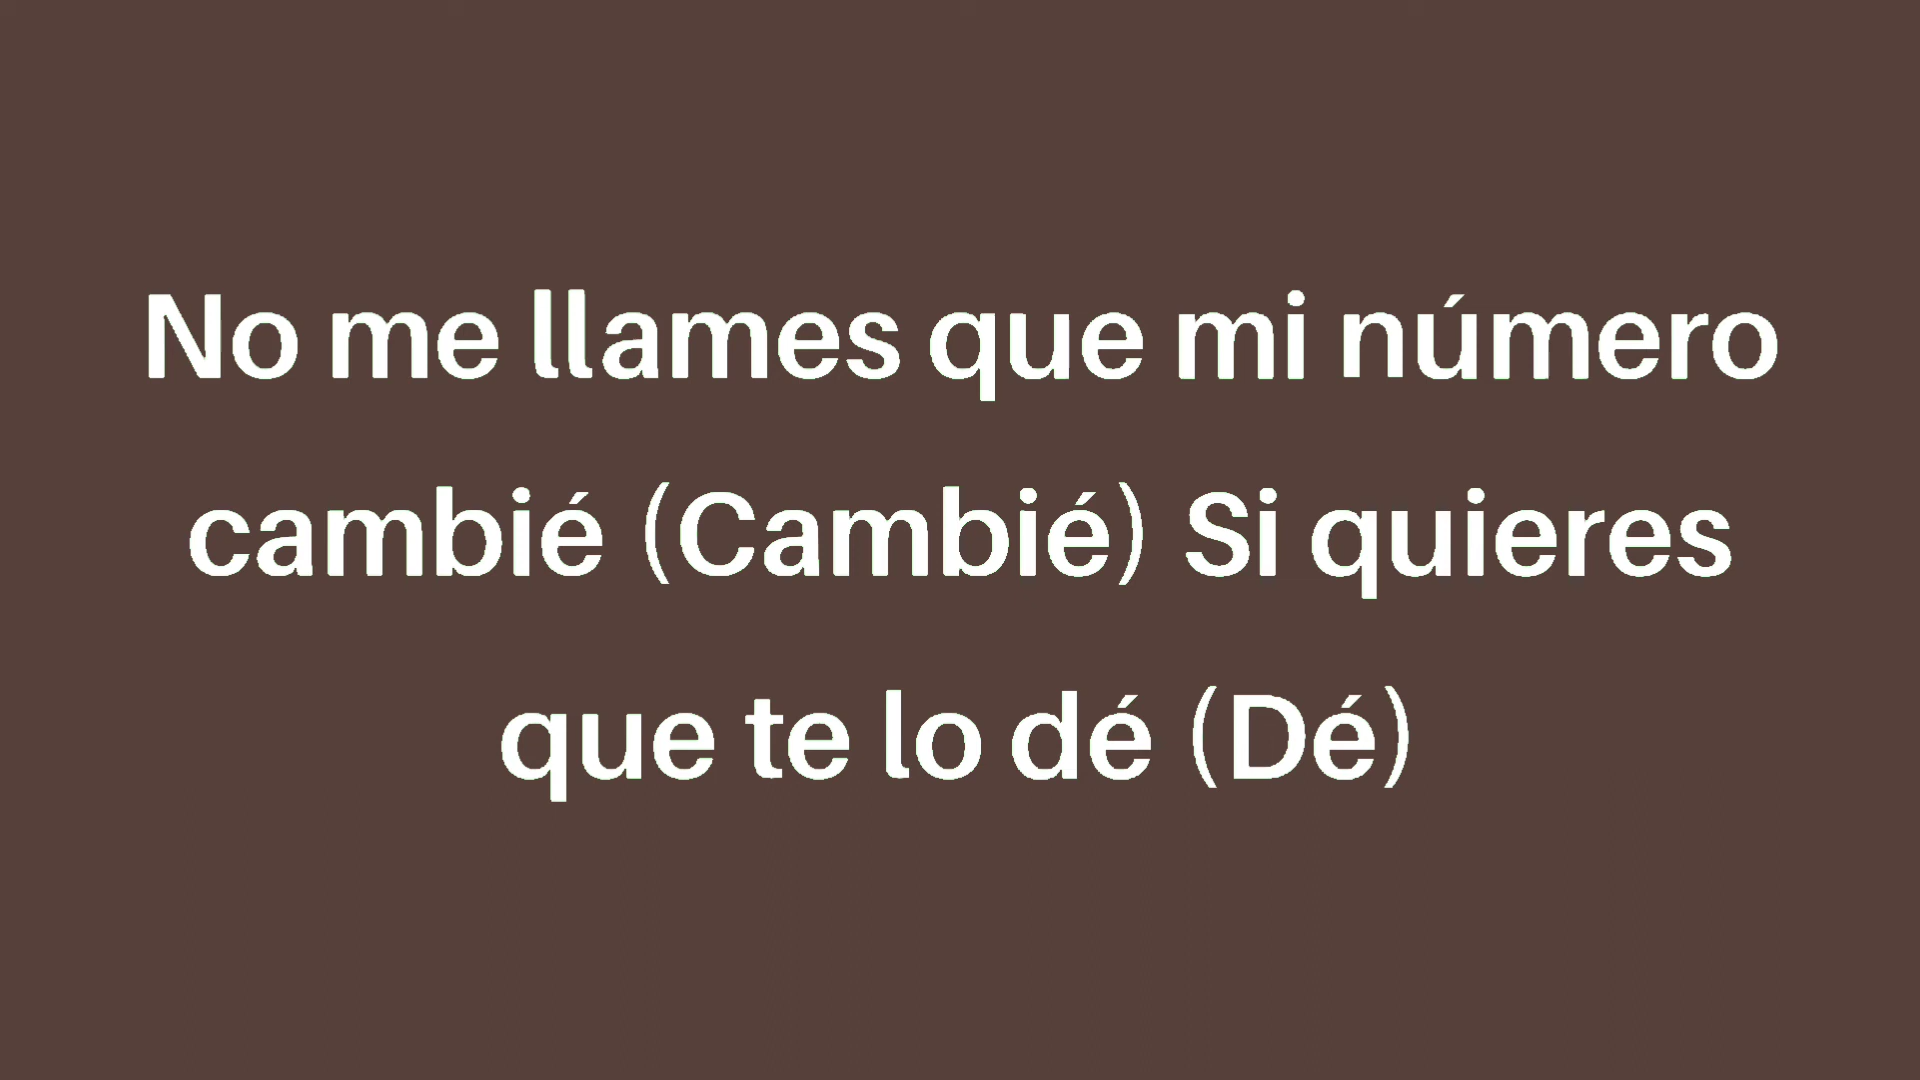 No me llames que mi número
cambié (Cambié) Si quieres
que te lo dé (Dé)